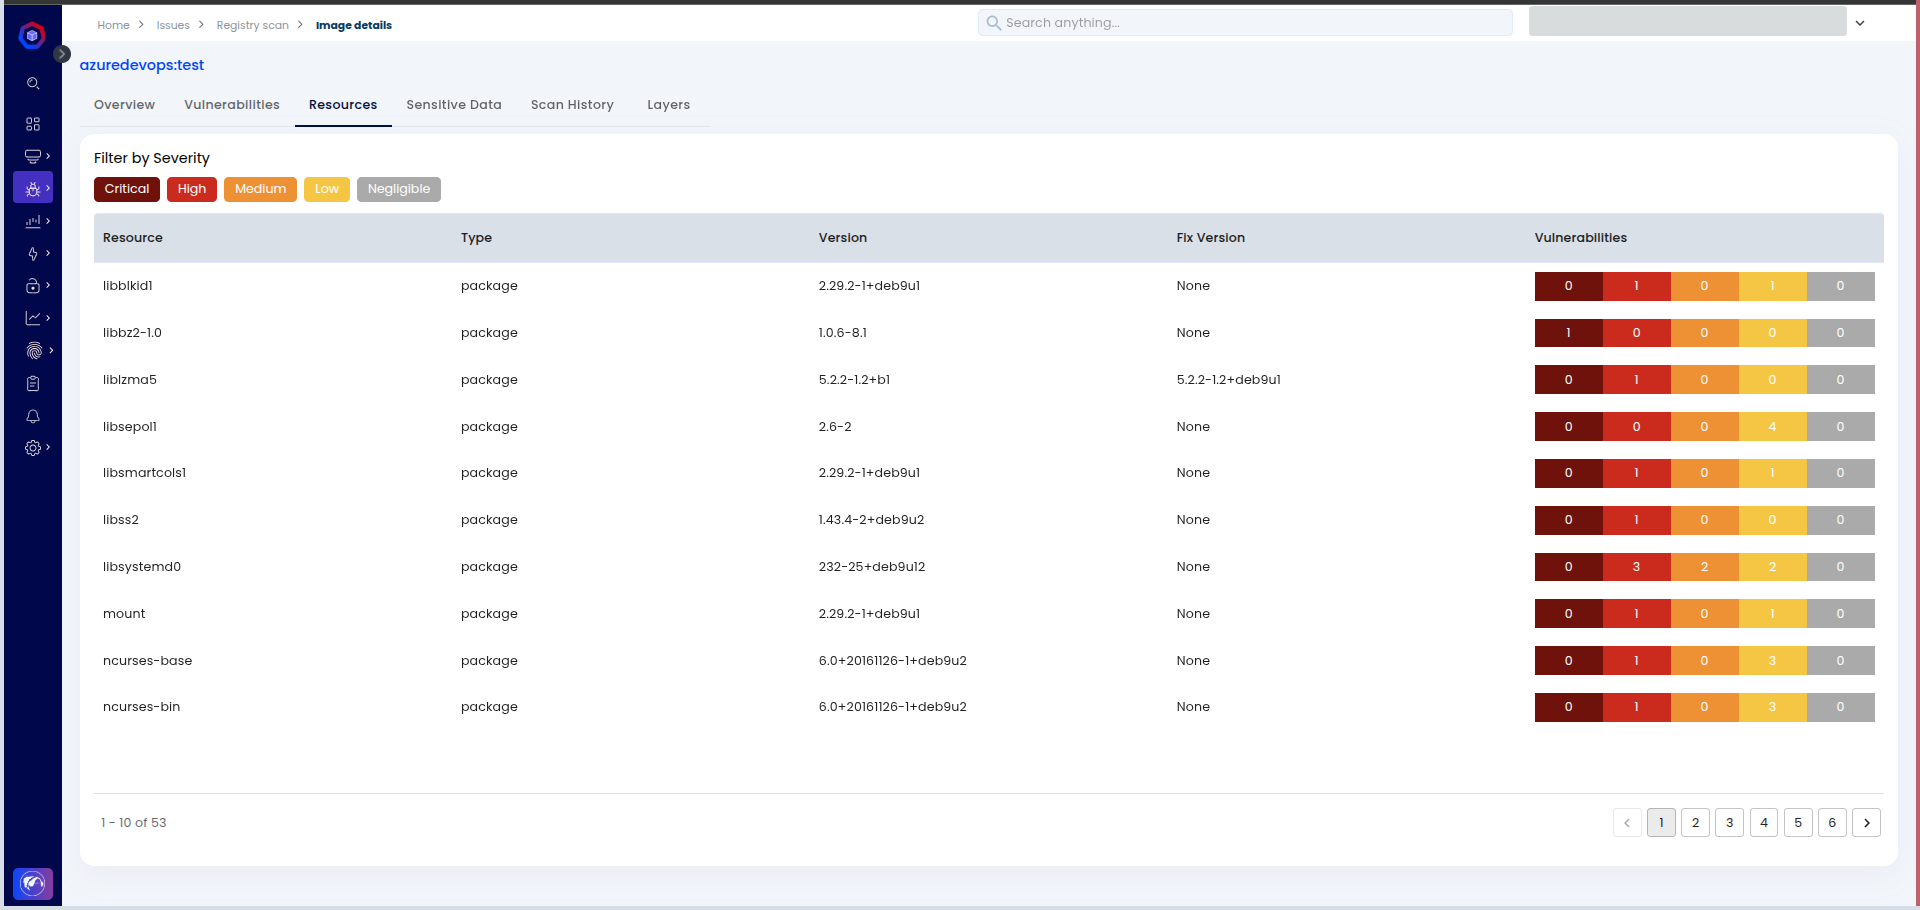 Home > Issues > Registry scan > Image details
Search anything...
azuredevops:test
Overview Vulnerabilities Resources Sensitive Data Scan History Layers
Filter by Severity
Critical High Medium Low Negligible
Resource Type Version Fix Version Vulnerabilities
libblkid1 package 2.29.2-1+deb9u1 None 0 1 0 1 0
libbz2-1.0 package 1.0.6-8.1 None 1 0 0 0 0
liblzma5 package 5.2.2-1.2+b1 5.2.2-1.2+deb9u1 0 1 0 0 0
libsepol1 package 2.6-2 None 0 0 0 4 0
libsmartcols1 package 2.29.2-1+deb9u1 None 0 1 0 1 0
libss2 package 1.43.4-2+deb9u2 None 0 1 0 0 0
libsystemd0 package 232-25+deb9u12 None 0 3 2 2 0
mount package 2.29.2-1+deb9u1 None 0 1 0 1 0
ncurses-base package 6.0+20161126-1+deb9u2 None 0 1 0 3 0
ncurses-bin package 6.0+20161126-1+deb9u2 None 0 1 0 3 0
1 - 10 of 53 < 1 2 3 4 5 6 >